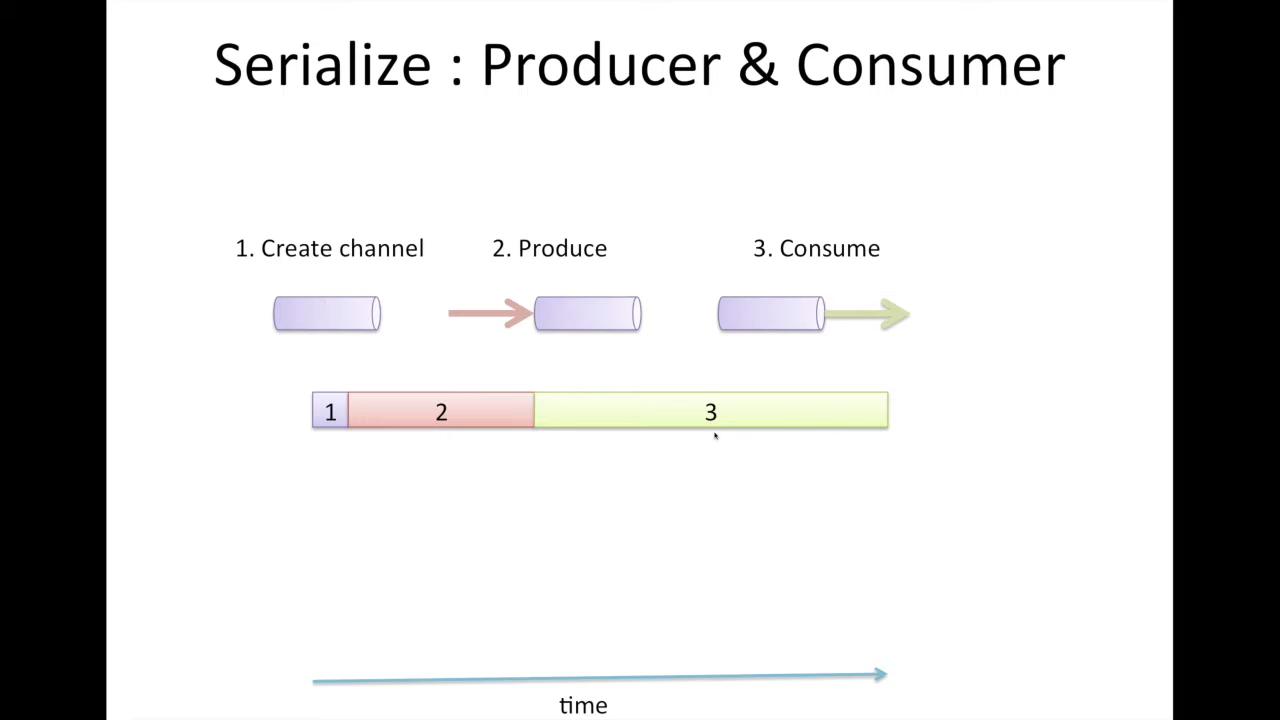 Serialize : Producer & Consumer
1. Create channel
2. Produce
3. Consume
1
2
3
time